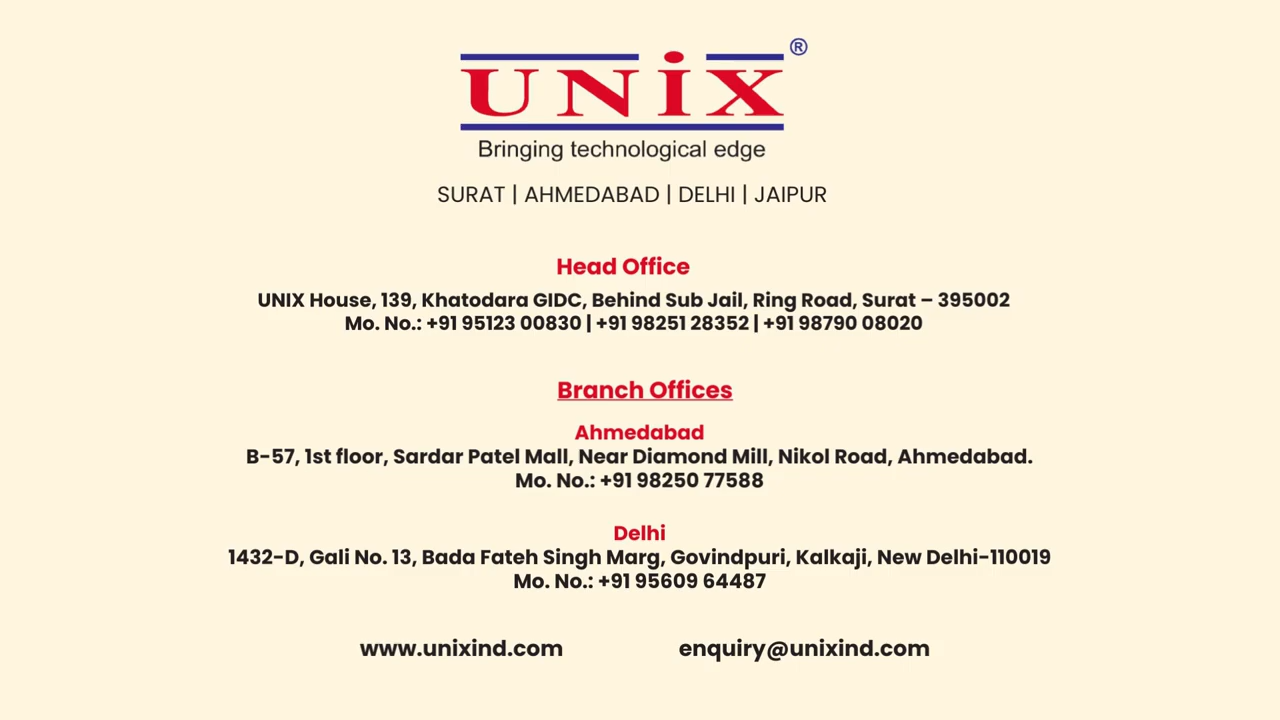 UNiX®
Bringing technological edge
SURAT | AHMEDABAD | DELHI | JAIPUR
Head Office
UNIX House, 139, Khatodara GIDC, Behind Sub Jail, Ring Road, Surat – 395002
Mo. No.: +91 95123 00830 | +91 98251 28352 | +91 98790 08020
Branch Offices
Ahmedabad
B-57, 1st floor, Sardar Patel Mall, Near Diamond Mill, Nikol Road, Ahmedabad.
Mo. No.: +91 98250 77588
Delhi
1432-D, Gali No. 13, Bada Fateh Singh Marg, Govindpuri, Kalkaji, New Delhi-110019
Mo. No.: +91 95609 64487
www.unixind.com enquiry@unixind.com